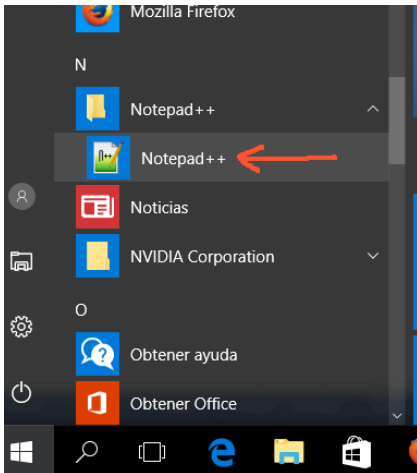 Mozilla Firefox
N
Notepad++
Notepad++
Noticias
NVIDIA Corporation
O
Obtener ayuda
Obtener Office